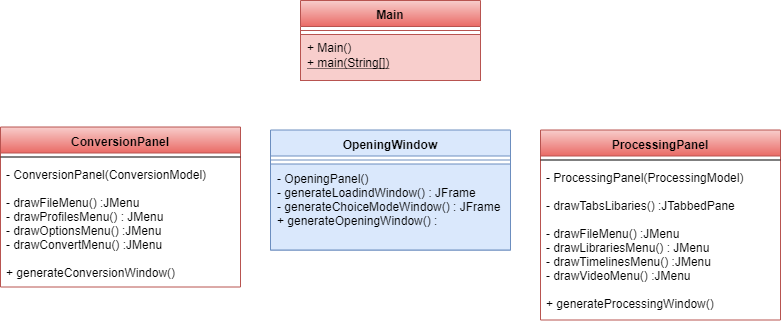 Main
+ Main()
+ main(String[])
ConversionPanel
- ConversionPanel(ConversionModel)
- drawFileMenu() :JMenu
- drawProfilesMenu() : JMenu
- drawOptionsMenu() :JMenu
- drawConvertMenu() :JMenu
+ generateConversionWindow()
OpeningWindow
- OpeningPanel()
- generateLoadindWindow() : JFrame
- generateChoiceModeWindow() : JFrame
+ generateOpeningWindow() :
ProcessingPanel
- ProcessingPanel(ProcessingModel)
- drawTabsLibaries() :JTabbedPane
- drawFileMenu() :JMenu
- drawLibrariesMenu() : JMenu
- drawTimelinesMenu() :JMenu
- drawVideoMenu() :JMenu
+ generateProcessingWindow()